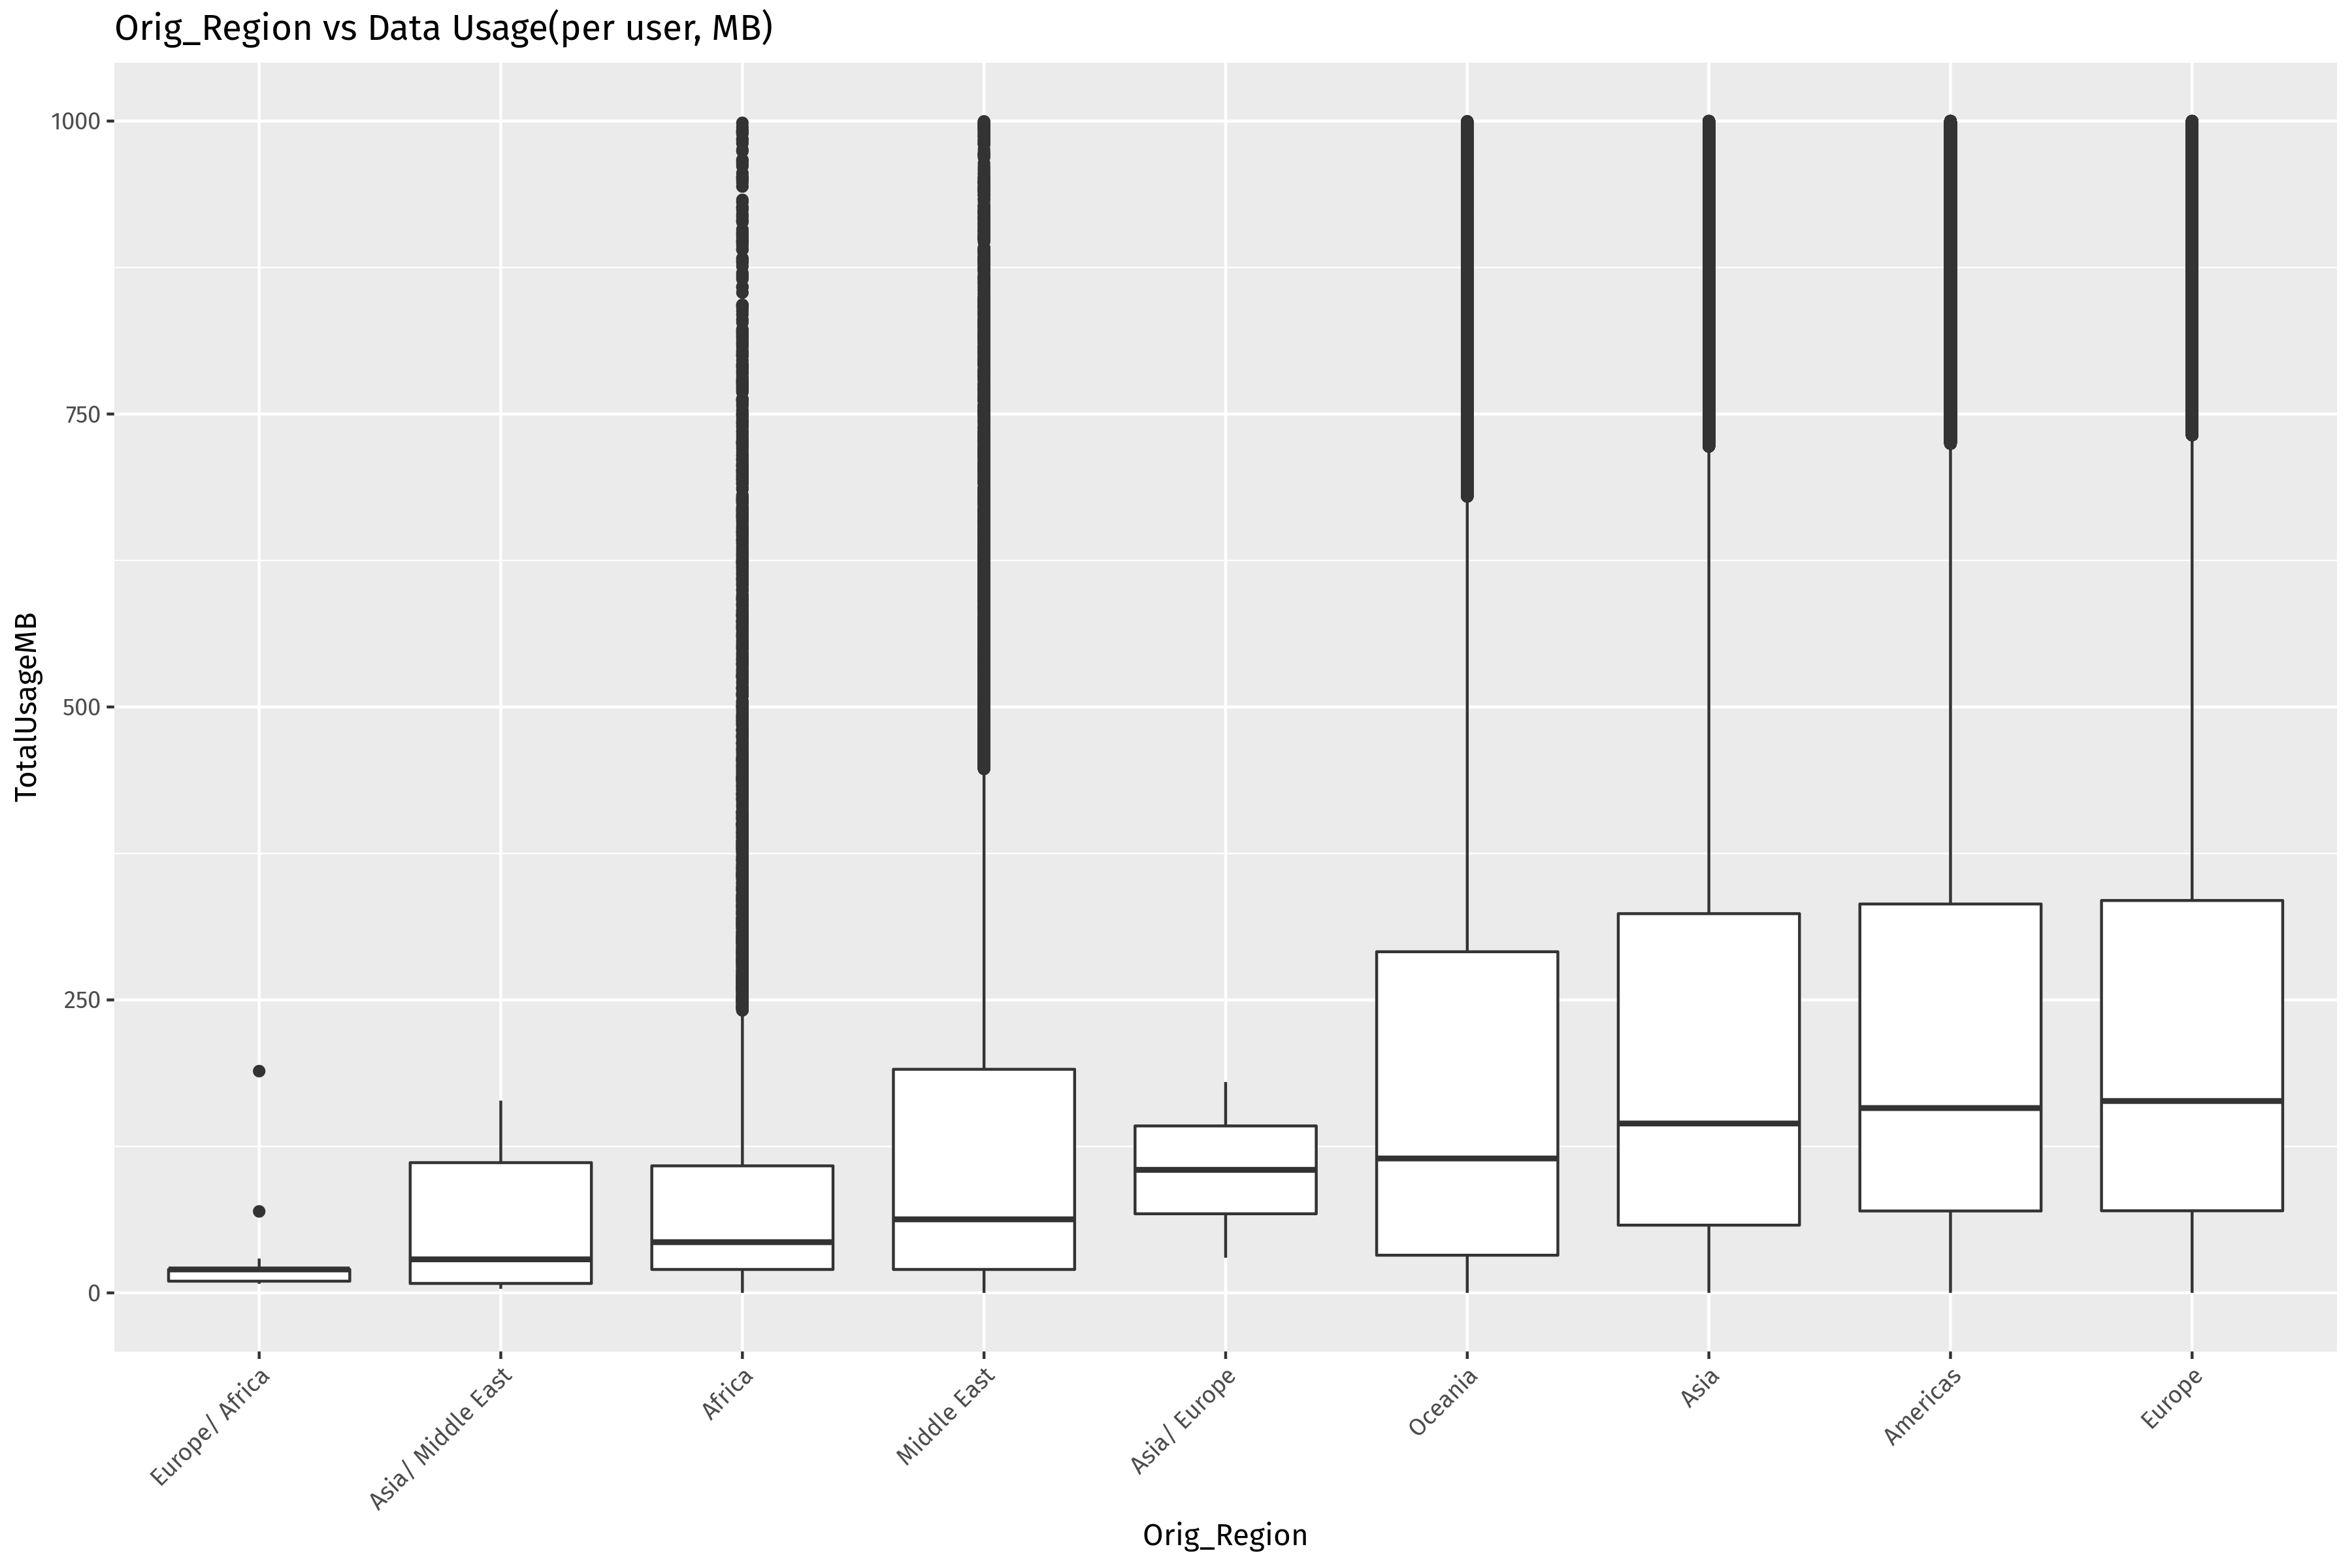 Orig_Region vs Data Usage(per user, MB)
TotalUsageMB
1000
750
500
250
0
Europe/ Africa
Asia/ Middle East
Africa
Middle East
Asia/ Europe
Oceania
Asia
Americas
Europe
Orig_Region